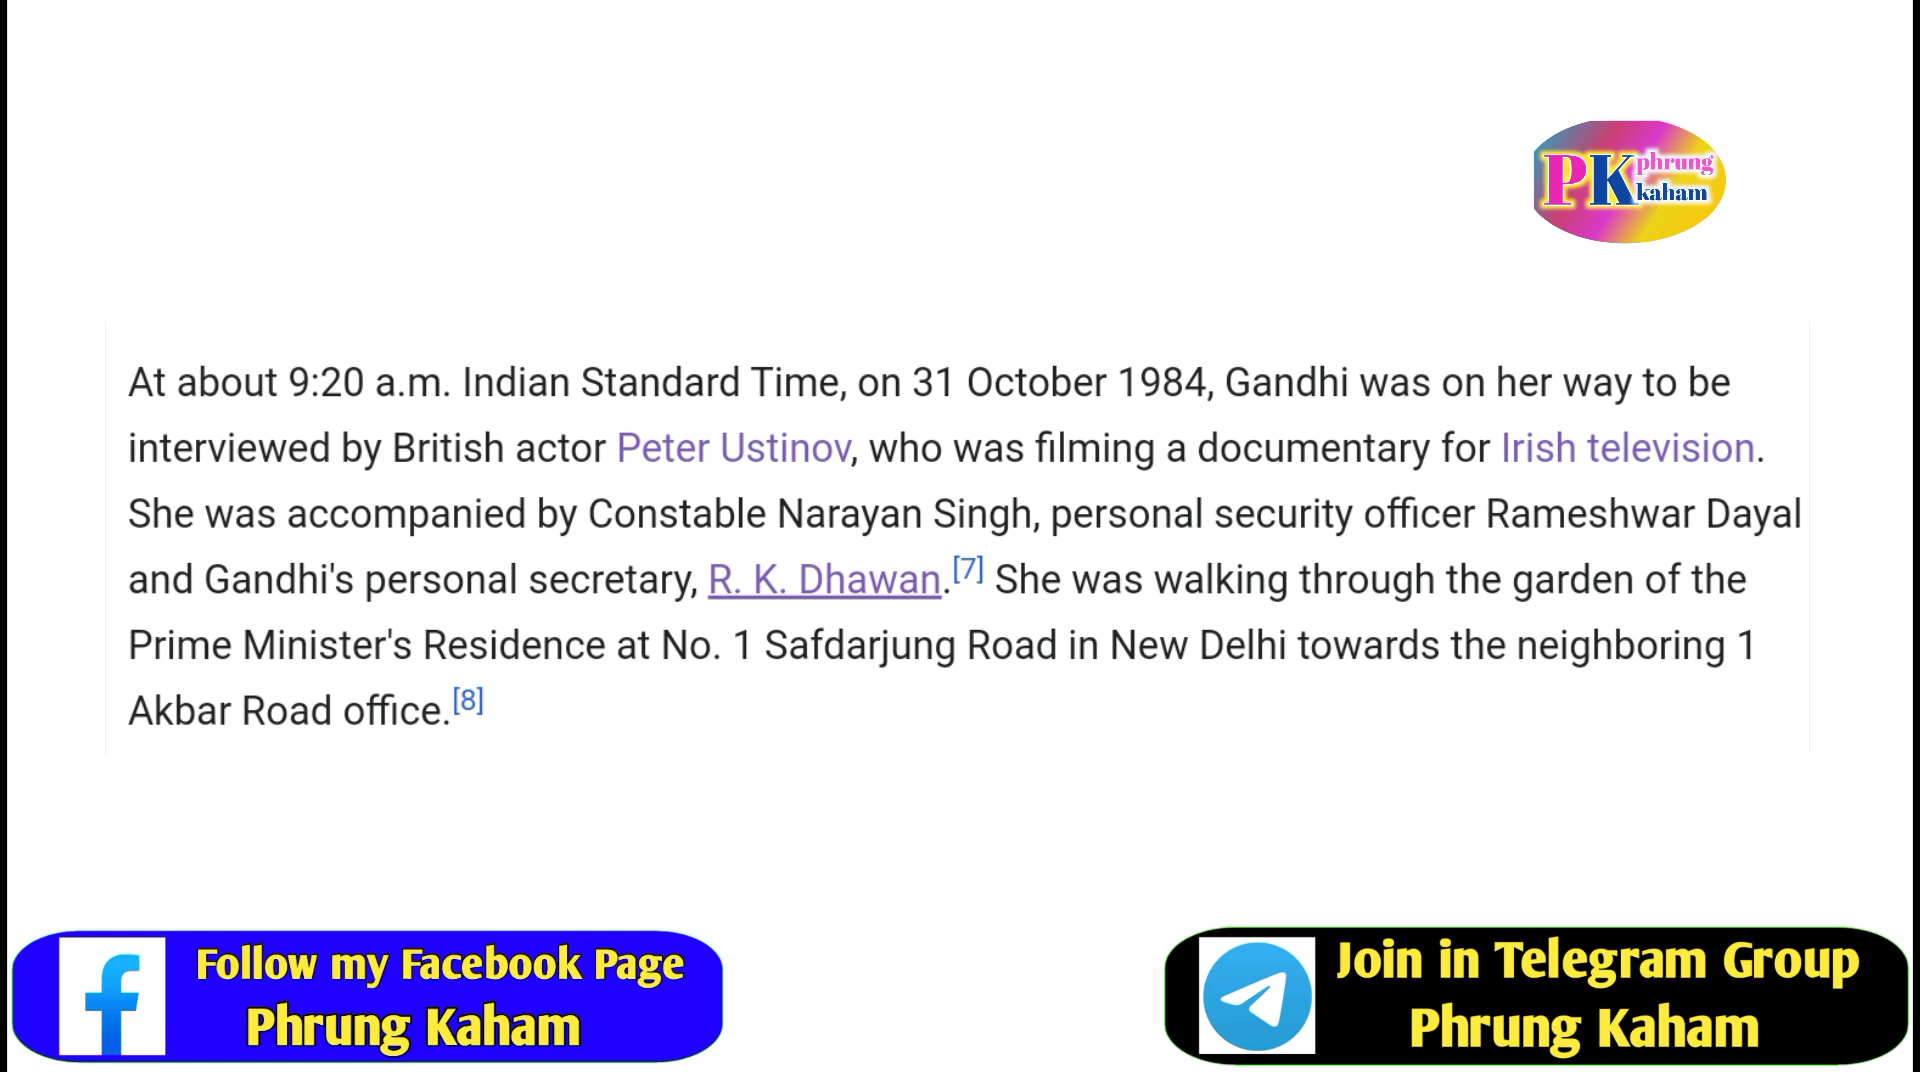 PK phrung
kaham
At about 9:20 a.m. Indian Standard Time, on 31 October 1984, Gandhi was on her way to be
interviewed by British actor Peter Ustinov, who was filming a documentary for Irish television.
She was accompanied by Constable Narayan Singh, personal security officer Rameshwar Dayal
and Gandhi's personal secretary, R. K. Dhawan.[7] She was walking through the garden of the
Prime Minister's Residence at No. 1 Safdarjung Road in New Delhi towards the neighboring 1
Akbar Road office.[8]
Follow my Facebook Page
Phrung Kaham
Join in Telegram Group
Phrung Kaham